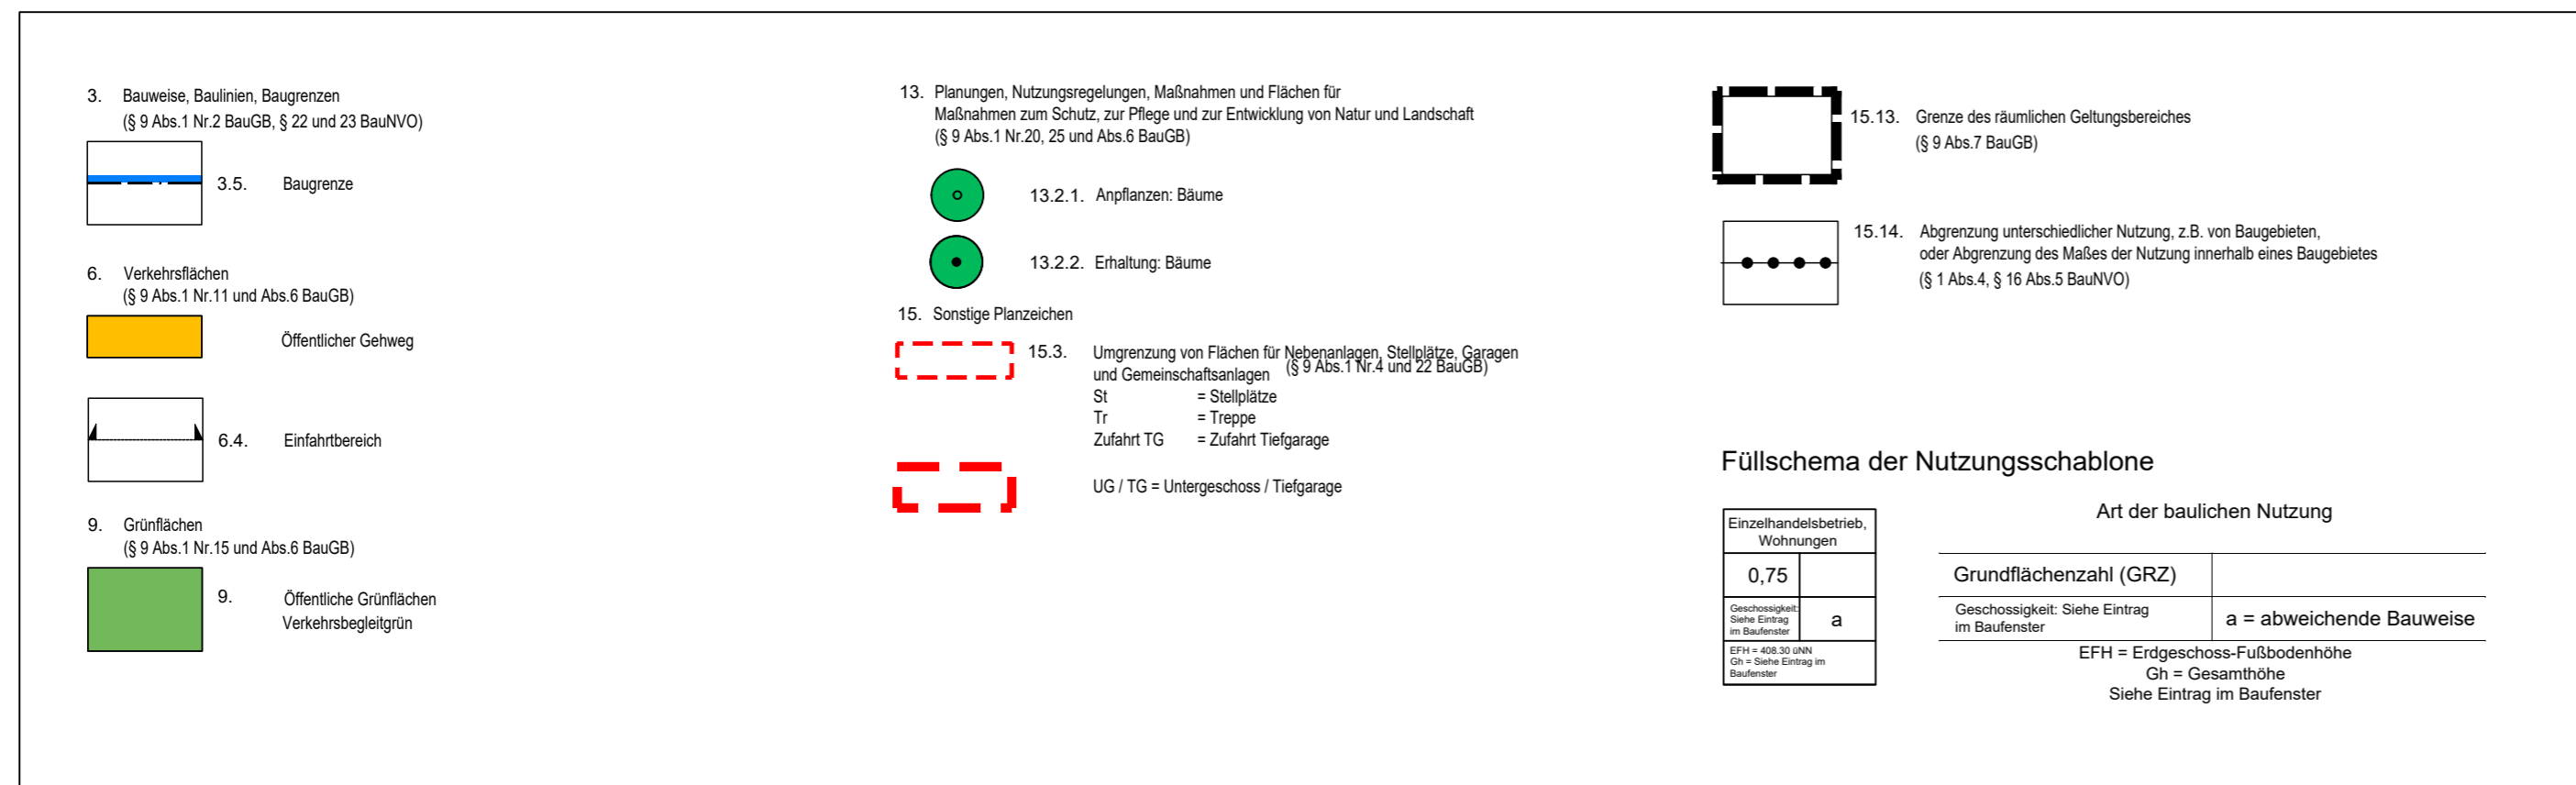 3. Bauweise, Baulinien, Baugrenzen
(§ 9 Abs.1 Nr.2 BauGB, § 22 und 23 BauNVO)
3.5. Baugrenze
6. Verkehrsflächen
(§ 9 Abs.1 Nr.11 und Abs.6 BauGB)
Öffentlicher Gehweg
6.4. Einfahrtbereich
9. Grünflächen
(§ 9 Abs.1 Nr.15 und Abs.6 BauGB)
9. Öffentliche Grünflächen
Verkehrsbegleitgrün
13. Planungen, Nutzungsregelungen, Maßnahmen und Flächen für
Maßnahmen zum Schutz, zur Pflege und zur Entwicklung von Natur und Landschaft
(§ 9 Abs.1 Nr.20, 25 und Abs.6 BauGB)
13.2.1. Anpflanzen: Bäume
13.2.2. Erhaltung: Bäume
15. Sonstige Planzeichen
15.3. Umgrenzung von Flächen für Nebenanlagen, Stellplätze, Garagen
und Gemeinschaftsanlagen (§ 9 Abs.1 Nr.4 und 22 BauGB)
St = Stellplätze
Tr = Treppe
Zufahrt TG = Zufahrt Tiefgarage
UG / TG = Untergeschoss / Tiefgarage
15.13. Grenze des räumlichen Geltungsbereiches
(§ 9 Abs.7 BauGB)
15.14. Abgrenzung unterschiedlicher Nutzung, z.B. von Baugebieten,
oder Abgrenzung des Maßes der Nutzung innerhalb eines Baugebietes
(§ 1 Abs.4, § 16 Abs.5 BauNVO)
Füllschema der Nutzungsschablone
Einzelhandelsbetrieb,
Wohnungen
0,75
Geschossigkeit:
Siehe Eintrag
im Baufenster
a
EFH = 408.30 üNN
Gh = Siehe Eintrag im
Baufenster
Art der baulichen Nutzung
Grundflächenzahl (GRZ)
Geschossigkeit: Siehe Eintrag
im Baufenster
a = abweichende Bauweise
EFH = Erdgeschoss-Fußbodenhöhe
Gh = Gesamthöhe
Siehe Eintrag im Baufenster